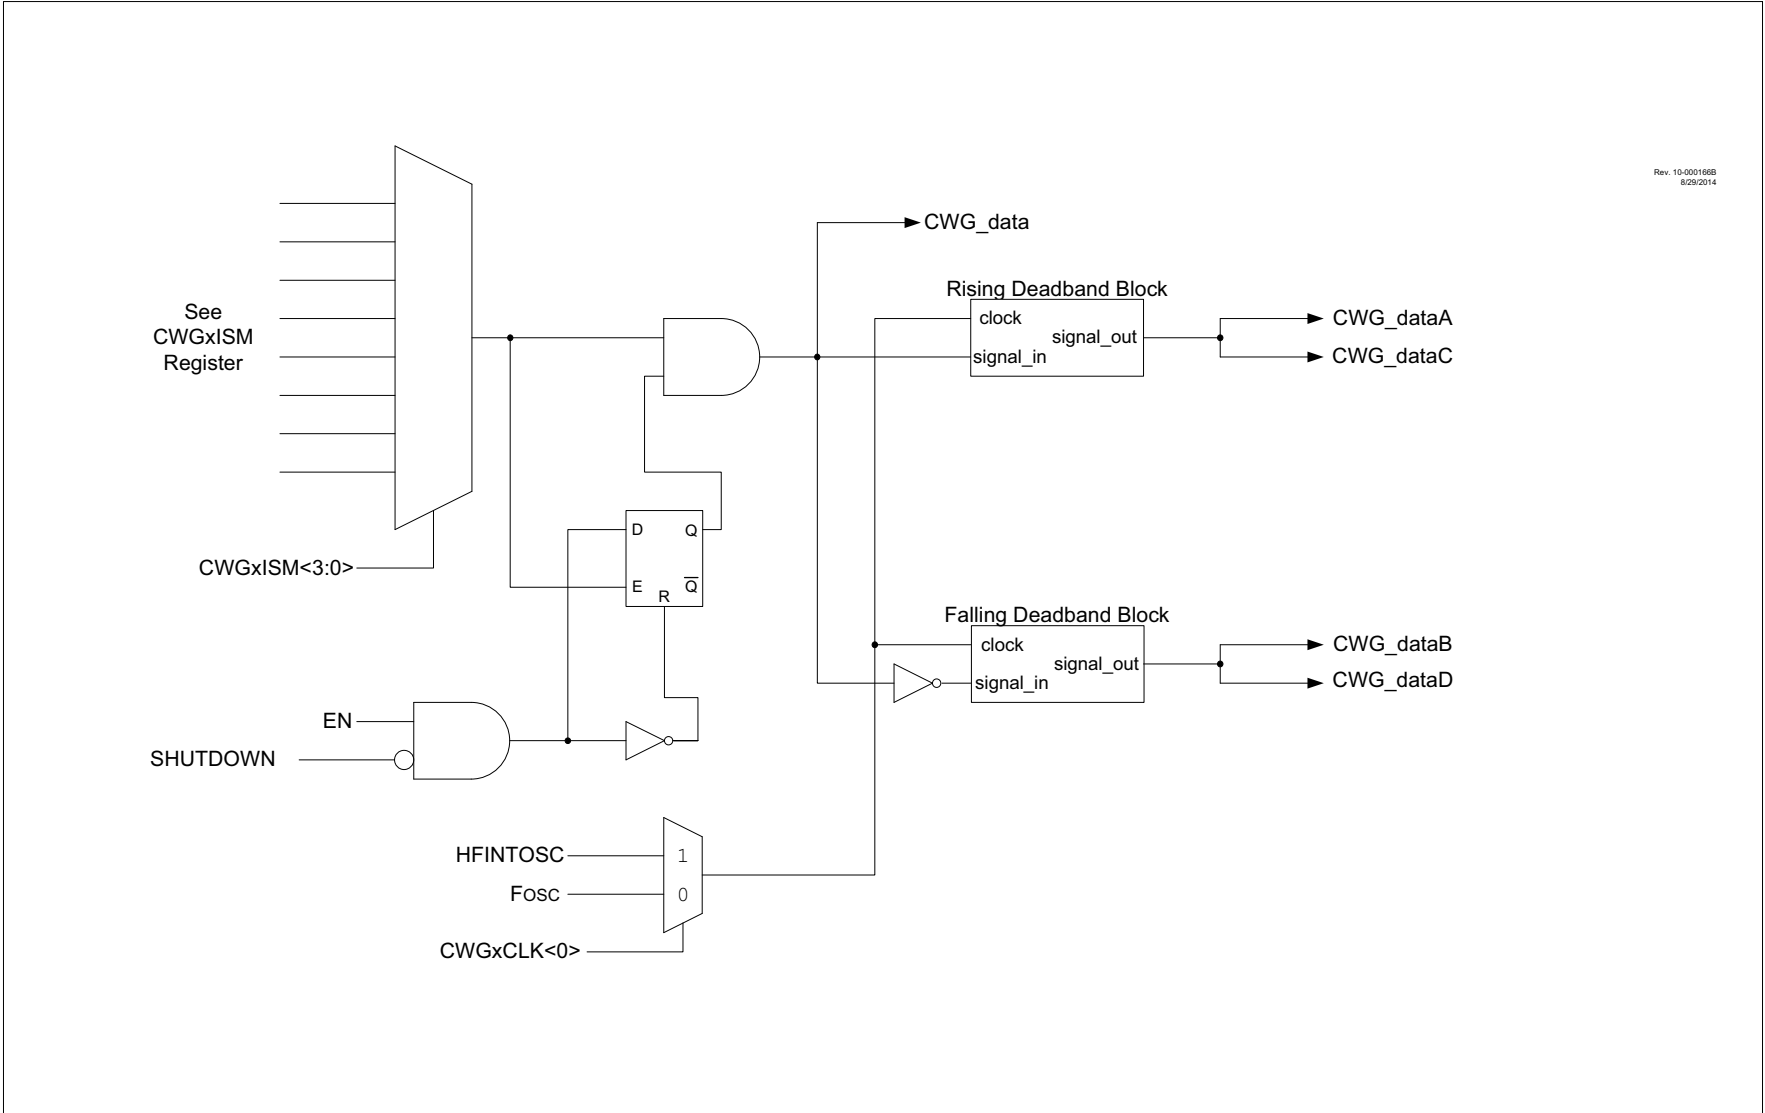 Rev. 10-000166B
8/29/2014
CWG_data
Rising Deadband Block
clock
signal_out
signal_in
CWG_dataA
CWG_dataC
See
CWGxISM
Register
CWGxISM<3:0>
D
Q
E
Q̅
R
Falling Deadband Block
clock
signal_out
signal_in
CWG_dataB
CWG_dataD
EN
SHUTDOWN
HFINTOSC
1
FOSC
0
CWGxCLK<0>